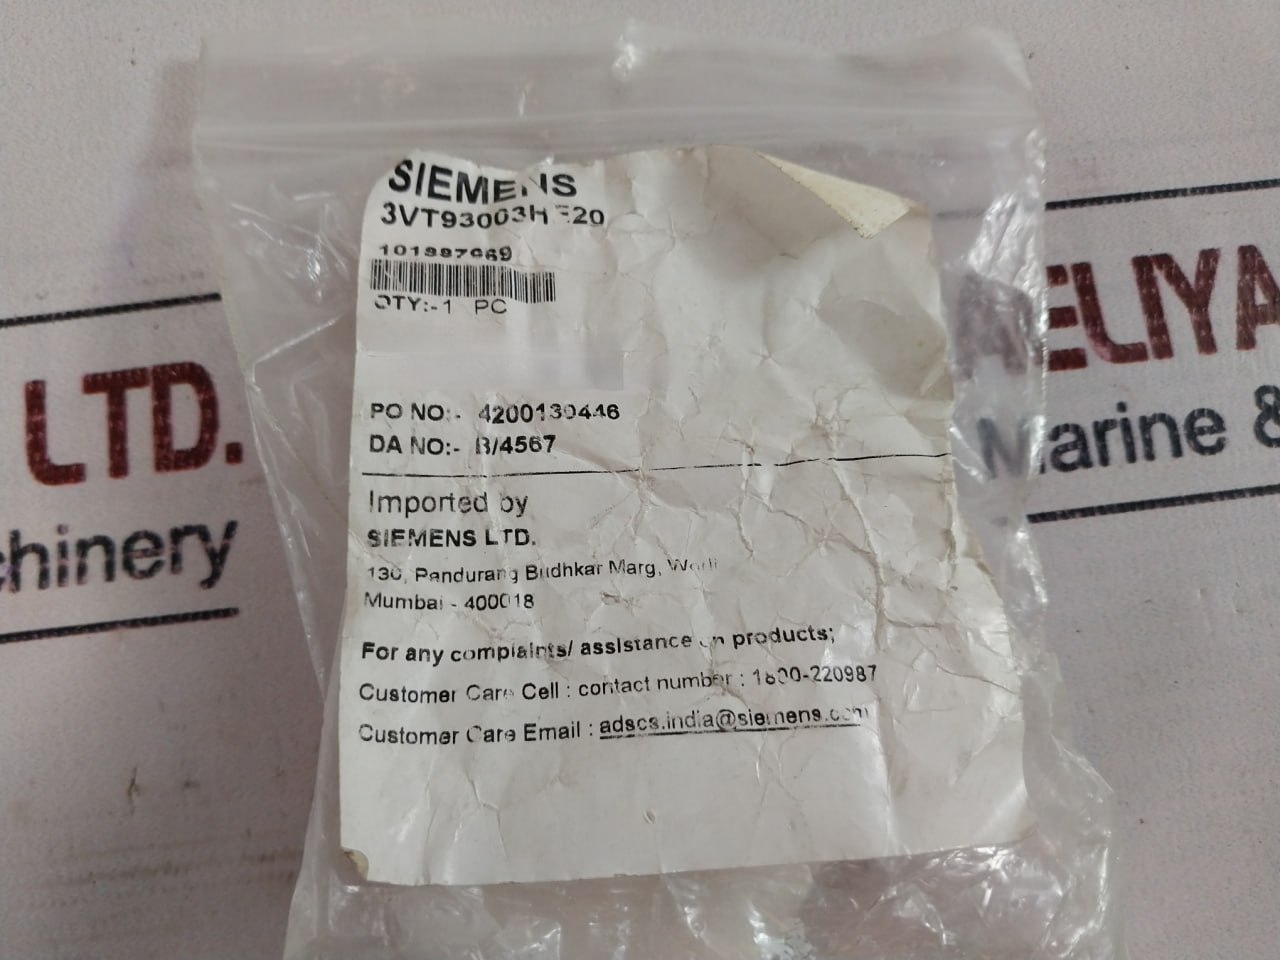 SIEMENS
3VT93003HE20
QTY:-1 PC
PO NO:- 4200130446
DA NO:- B/4567
Imported by
SIEMENS LTD.
130, Pandurang Budhkar Marg, Worli
Mumbai - 400018
For any complaints/ assistance on products;
Customer Care Cell : contact number : 1800-220987
Customer Care Email : adscs.india@siemens.com
LTD.
chinery
AELIYA
Marine &